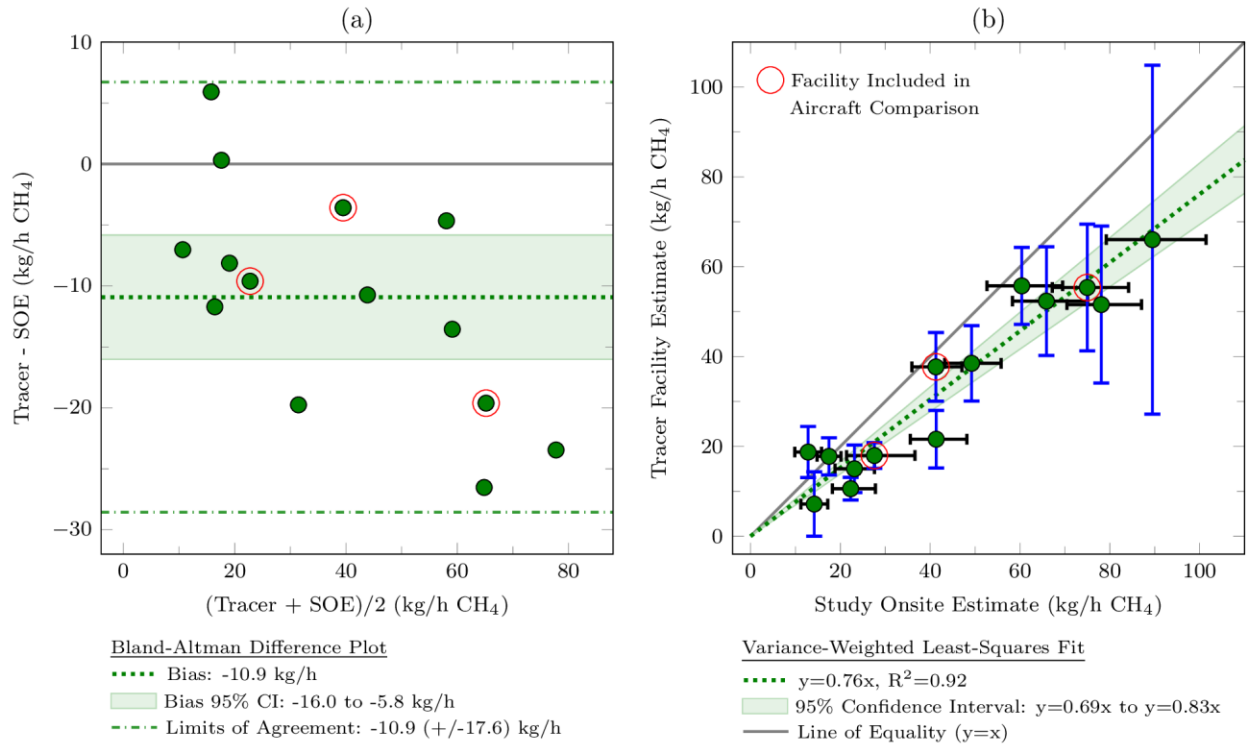 (a)
10
0
−10
−20
−30
Tracer - SOE (kg/h CH₄)
0 20 40 60 80
(Tracer + SOE)/2 (kg/h CH₄)
Bland-Altman Difference Plot
Bias: -10.9 kg/h
Bias 95% CI: -16.0 to -5.8 kg/h
Limits of Agreement: -10.9 (+/-17.6) kg/h
(b)
Facility Included in
Aircraft Comparison
100
80
60
40
20
0
Tracer Facility Estimate (kg/h CH₄)
0 20 40 60 80 100
Study Onsite Estimate (kg/h CH₄)
Variance-Weighted Least-Squares Fit
y=0.76x, R²=0.92
95% Confidence Interval: y=0.69x to y=0.83x
Line of Equality (y=x)